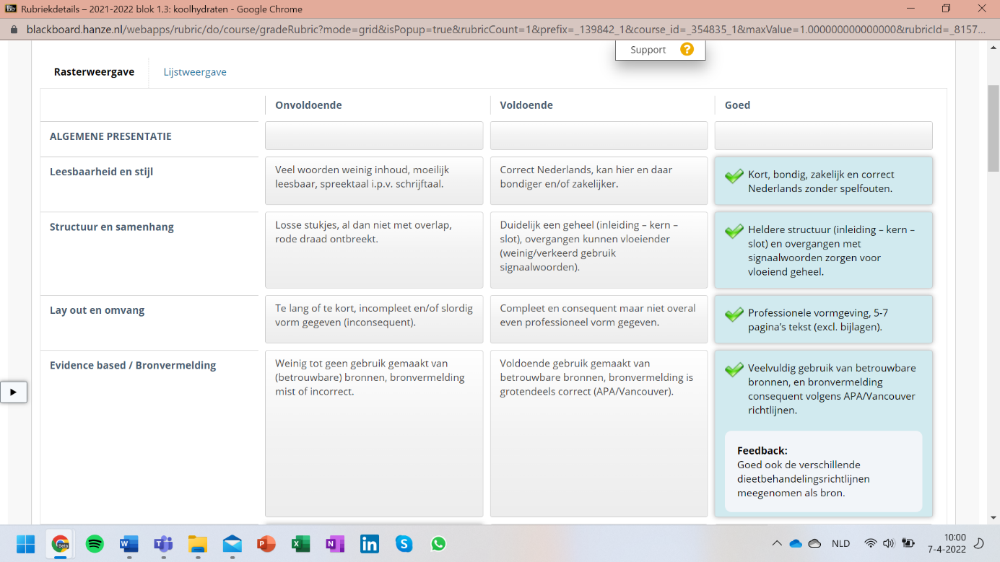 Bb Rubriekdetails – 2021-2022 blok 1.3: koolhydraten - Google Chrome
blackboard.hanze.nl/webapps/rubric/do/course/gradeRubric?mode=grid&isPopup=true&rubricCount=1&prefix=_139842_1&course_id=_354835_1&maxValue=1.000000000000000&rubricId=_8157...
Support ?
Rasterweergave Lijstweergave
Onvoldoende Voldoende Goed
ALGEMENE PRESENTATIE
Leesbaarheid en stijl
Veel woorden weinig inhoud, moeilijk
leesbaar, spreektaal i.p.v. schrijftaal.
Correct Nederlands, kan hier en daar
bondiger en/of zakelijker.
Kort, bondig, zakelijk en correct
Nederlands zonder spelfouten.
Structuur en samenhang
Losse stukjes, al dan niet met overlap,
rode draad ontbreekt.
Duidelijk een geheel (inleiding – kern –
slot), overgangen kunnen vloeiender
(weinig/verkeerd gebruik
signaalwoorden).
Heldere structuur (inleiding – kern –
slot) en overgangen met
signaalwoorden zorgen voor
vloeiend geheel.
Lay out en omvang
Te lang of te kort, incompleet en/of slordig
vorm gegeven (inconsequent).
Compleet en consequent maar niet overal
even professioneel vorm gegeven.
Professionele vormgeving, 5-7
pagina's tekst (excl. bijlagen).
Evidence based / Bronvermelding
Weinig tot geen gebruik gemaakt van
(betrouwbare) bronnen, bronvermelding
mist of incorrect.
Voldoende gebruik gemaakt van
betrouwbare bronnen, bronvermelding is
grotendeels correct (APA/Vancouver).
Veelvuldig gebruik van betrouwbare
bronnen, en bronvermelding
consequent volgens APA/Vancouver
richtlijnen.
Feedback:
Goed ook de verschillende
dieetbehandelingsrichtlijnen
meegenomen als bron.
Beta W T P X N in S NLD
10:00
7-4-2022